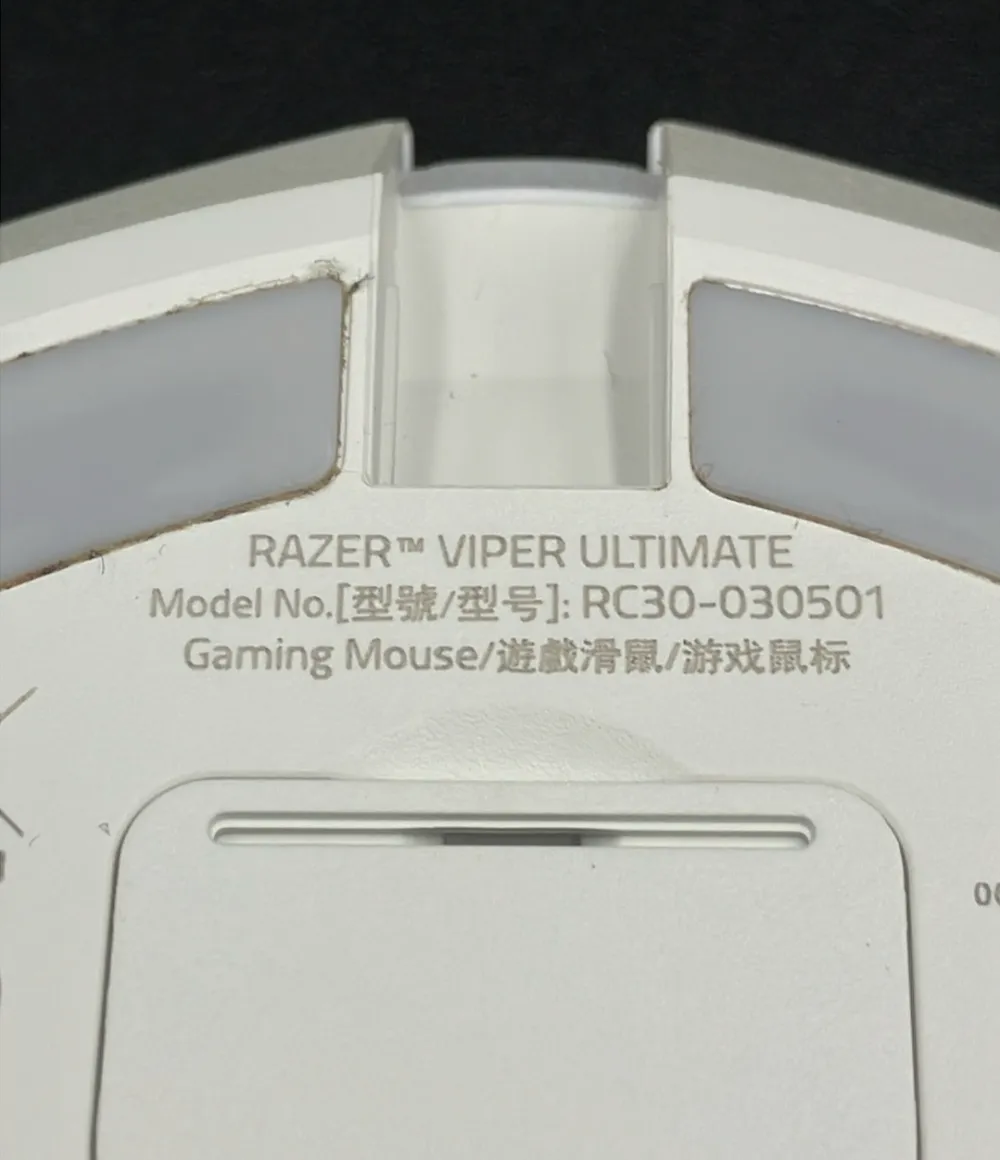 RAZER™ VIPER ULTIMATE
Model No.[型號/型号]: RC30-030501
Gaming Mouse/遊戲滑鼠/游戏鼠标